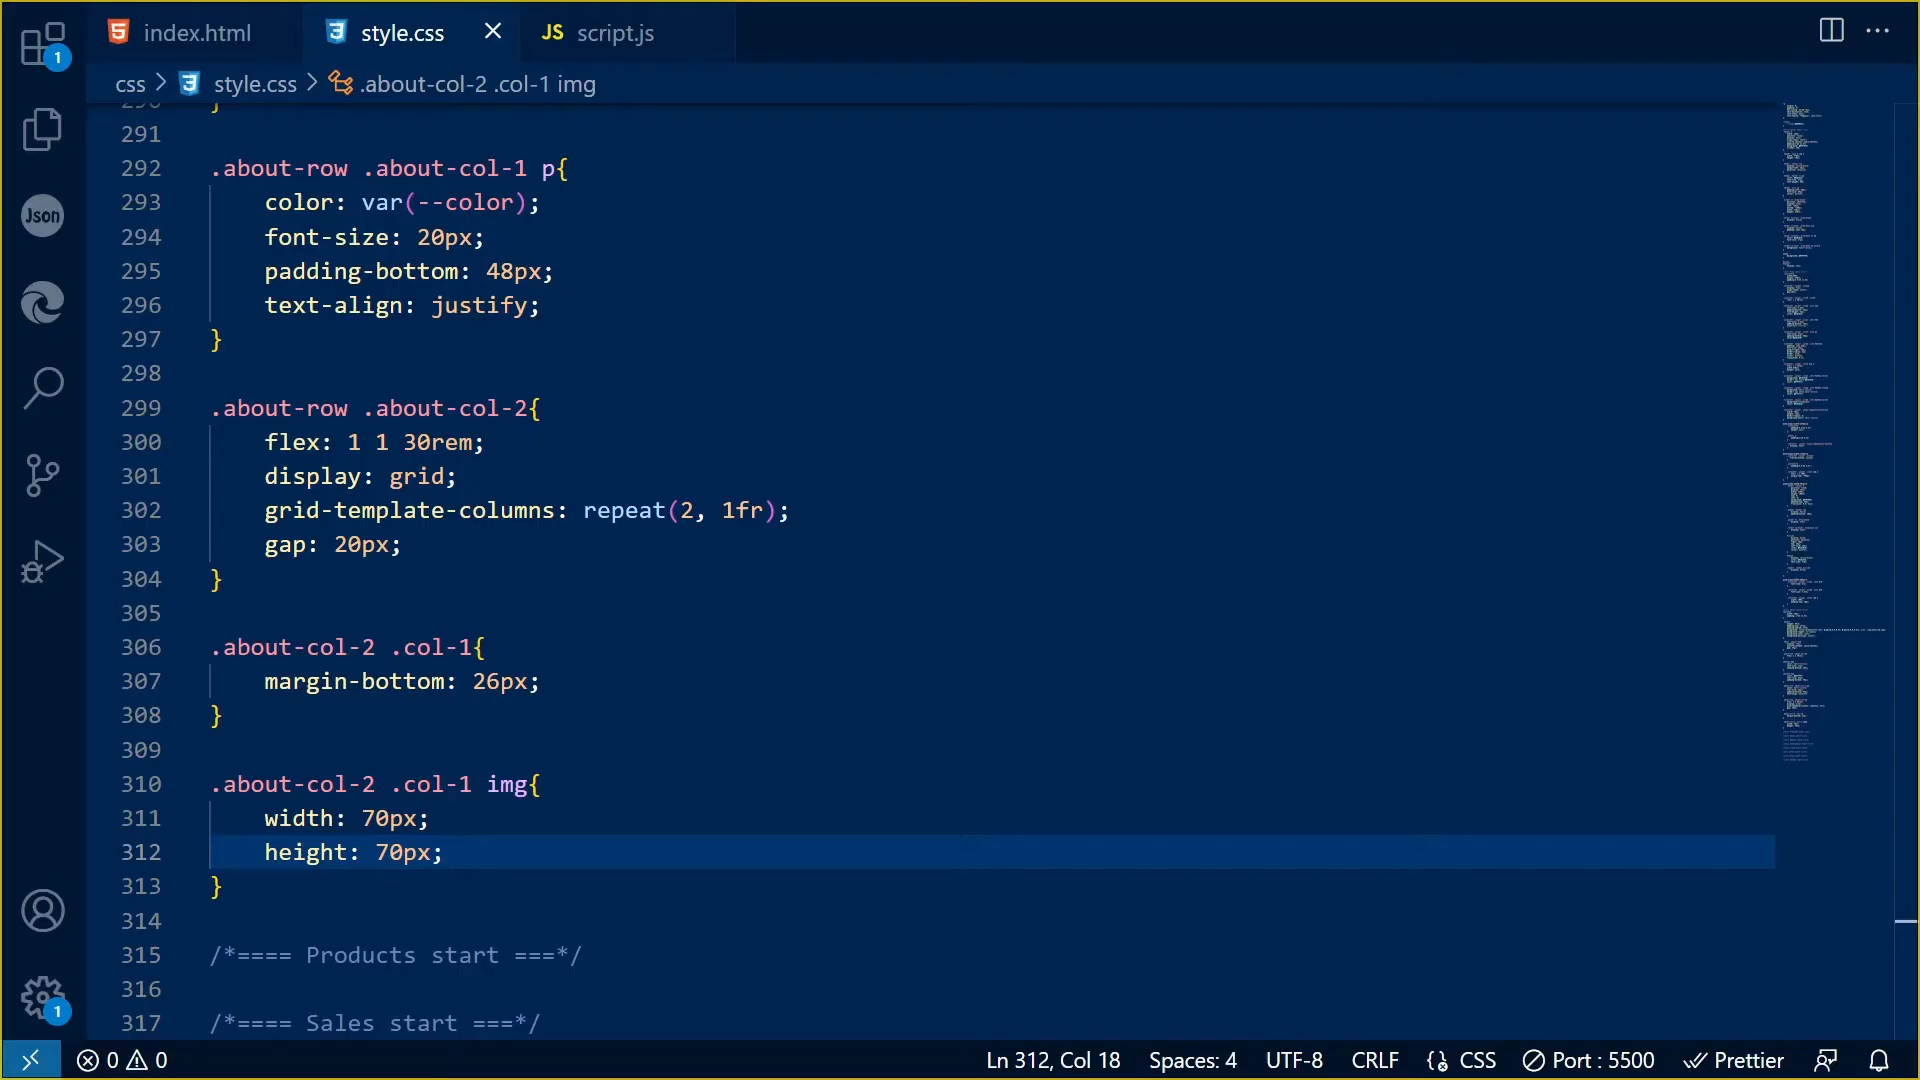 1
index.html
style.css
JS script.js
css > style.css > .about-col-2 .col-1 img
290 }
291
292 .about-row .about-col-1 p{
293 color: var(--color);
294 font-size: 20px;
295 padding-bottom: 48px;
296 text-align: justify;
297 }
298
299 .about-row .about-col-2{
300 flex: 1 1 30rem;
301 display: grid;
302 grid-template-columns: repeat(2, 1fr);
303 gap: 20px;
304 }
305
306 .about-col-2 .col-1{
307 margin-bottom: 26px;
308 }
309
310 .about-col-2 .col-1 img{
311 width: 70px;
312 height: 70px;
313 }
314
315 /*==== Products start ===*/
316
317 /*==== Sales start ===*/
Json
1
0 0
Ln 312, Col 18
Spaces: 4
UTF-8
CRLF
CSS
Port : 5500
Prettier